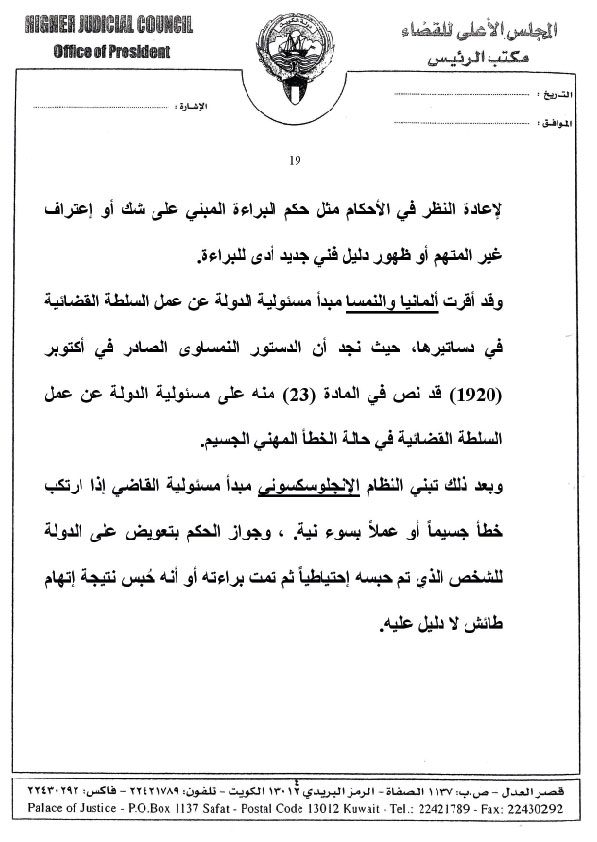 HIGHER JUDICIAL COUNCIL
Office of President
المجلس الأعلى للقضاء
مكتب الرئيس
التاريخ :
الموافق :
الإشارة :
19
لإعادة النظر في الأحكام مثل حكم البراءة المبني على شك أو إعتراف
غير المتهم أو ظهور دليل فني جديد أدى للبراءة.
وقد أقرت ألمانيا والنمسا مبدأ مسئولية الدولة عن عمل السلطة القضائية
في دساتيرها، حيث نجد أن الدستور النمساوى الصادر في أكتوبر
(1920) قد نص في المادة (23) منه على مسئولية الدولة عن عمل
السلطة القضائية في حالة الخطأ المهني الجسيم.
وبعد ذلك تبني النظام الإنجلوسكسوني مبدأ مسئولية القاضي إذا ارتكب
خطأ جسيماً أو عملاً بسوء نية. ، وجواز الحكم بتعويض على الدولة
للشخص الذي تم حبسه إحتياطياً ثم تمت براءته أو أنه حُبس نتيجة إتهام
طائش لا دليل عليه.
٤
قصر العدل - ص.ب: ١١٣٧ الصفاة - الرمز البريدي ١٣٠١٢ الكويت - تلفون: ٢٢٤٢١٧٨٩ - فاكس: ٢٢٤٣٠٢٩٢
Palace of Justice - P.O.Box 1137 Safat - Postal Code 13012 Kuwait - Tel.: 22421789 - Fax: 22430292